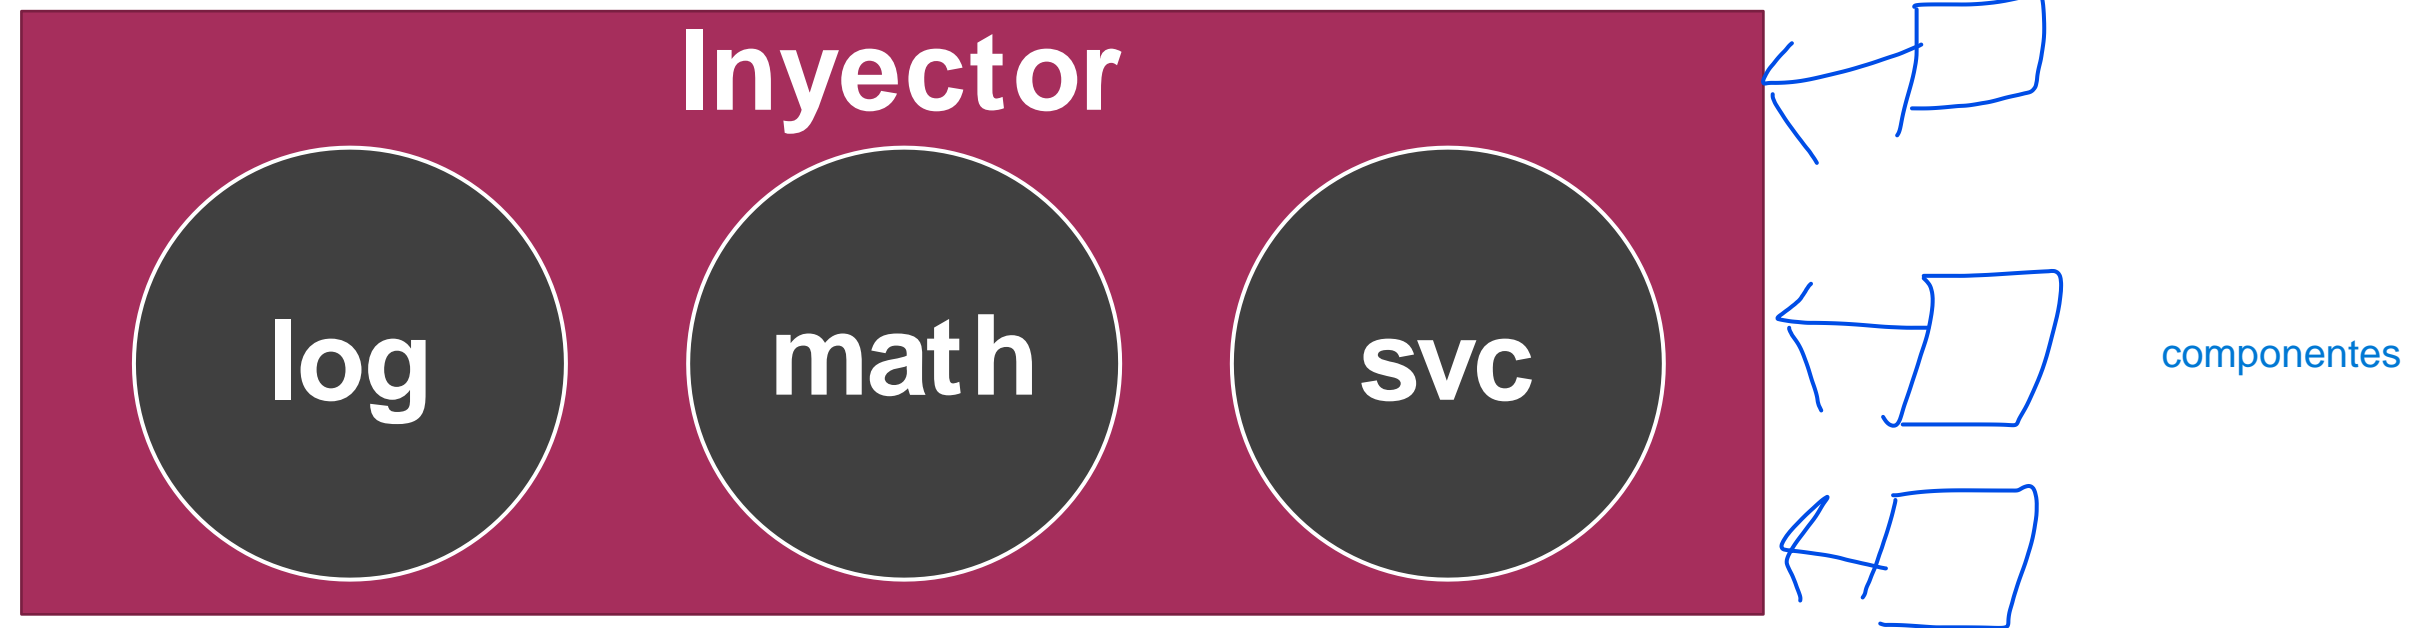 Inyector
log
math
svc
componentes